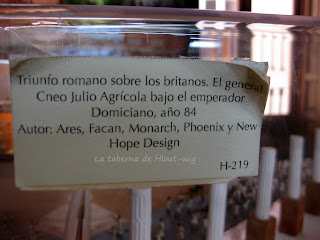 Triunfo romano sobre los britanos. El general
Cneo Julio Agrícola bajo el emperador
Domiciano, año 84
Autor: Ares, Facan, Monarch, Phoenix y New
Hope Design
La taberna de Hlout-wig
H-219